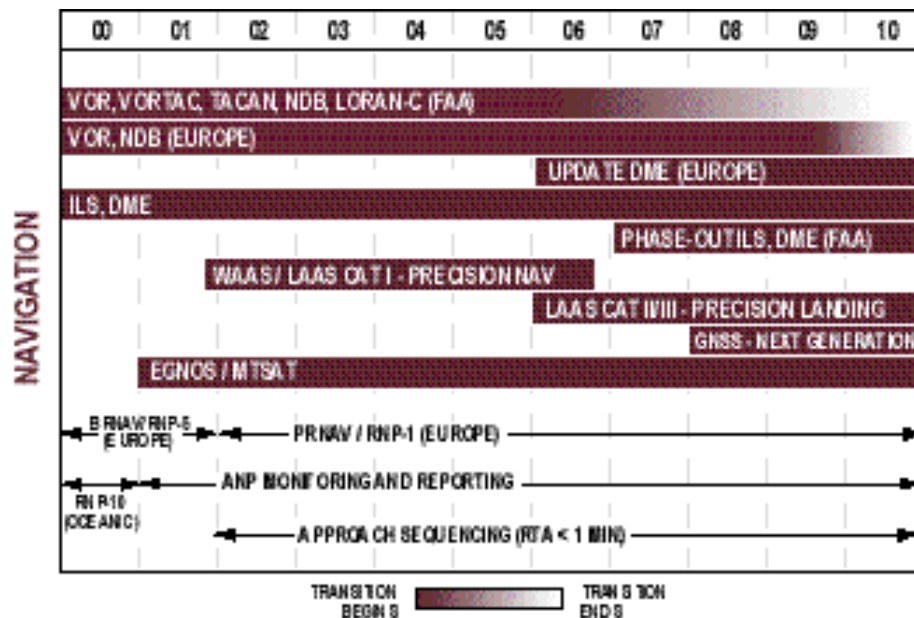 00 01 02 03 04 05 06 07 08 09 10
VOR, VORTAC, TACAN, NDB, LORAN-C (FAA)
VOR, NDB (EUROPE)
UPDATE DME (EUROPE)
ILS, DME
PHASE-OUT ILS, DME (FAA)
WAAS / LAAS CAT I - PRECISION NAV
LAAS CAT II/III - PRECISION LANDING
GNSS - NEXT GENERATION
EGNOS / MTSAT
NAVIGATION
BRNAV/RNP-5
(EUROPE)
PRNAV / RNP-1 (EUROPE)
ANP MONITORING AND REPORTING
RNP-10
(OCEANIC)
APPROACH SEQUENCING (RTA < 1 MIN)
TRANSITION
BEGINS
TRANSITION
ENDS